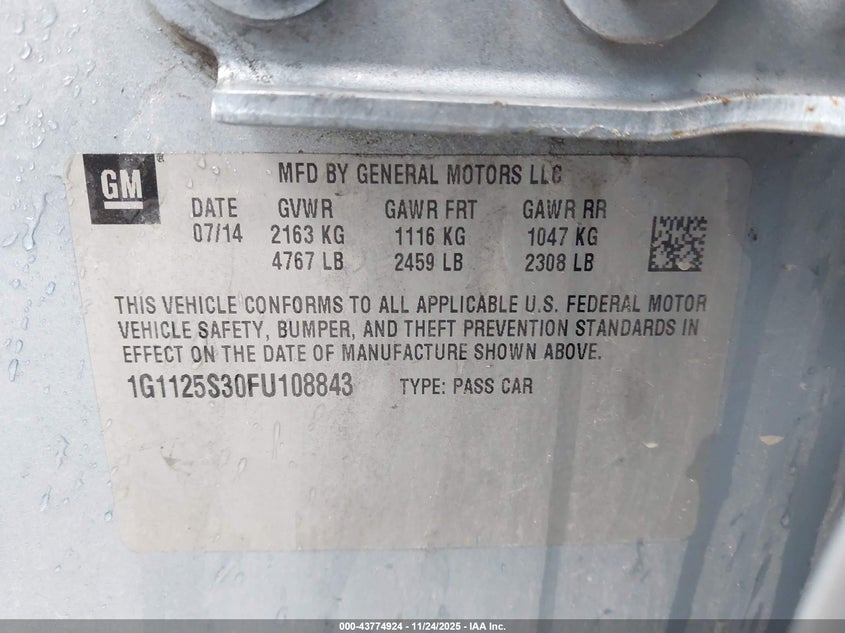 GM
MFD BY GENERAL MOTORS LLC
DATE GVWR GAWR FRT GAWR RR
07/14 2163 KG 1116 KG 1047 KG
4767 LB 2459 LB 2308 LB
THIS VEHICLE CONFORMS TO ALL APPLICABLE U.S. FEDERAL MOTOR
VEHICLE SAFETY, BUMPER, AND THEFT PREVENTION STANDARDS IN
EFFECT ON THE DATE OF MANUFACTURE SHOWN ABOVE.
1G1125S30FU108843 TYPE: PASS CAR
000-43774924 | 11/24/2025 | IAA Inc.